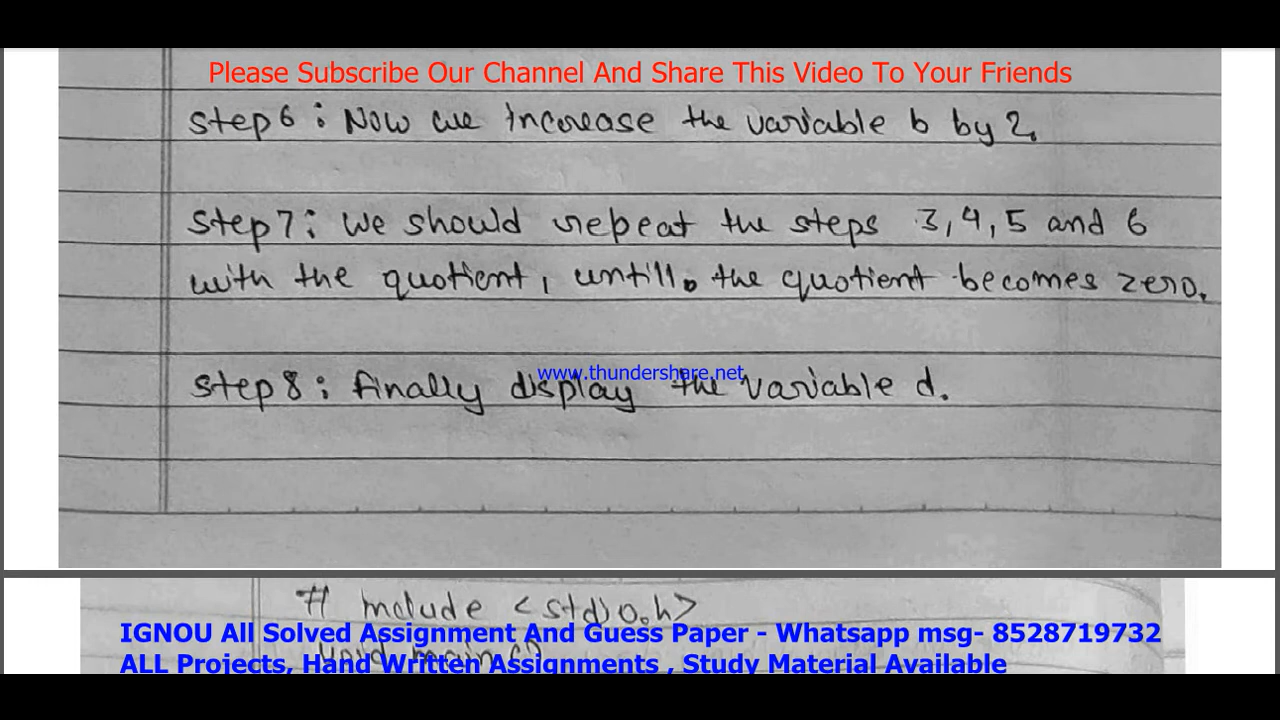 Please Subscribe Our Channel And Share This Video To Your Friends
Step6: Now we increase the variable b by 2.
Step7: We should repeat the steps 3,4,5 and 6
with the quotient, untill. the quotient becomes zero.
www.thundershare.net
Step8: Finally display the variable d.
# include <stdio.h>
IGNOU All Solved Assignment And Guess Paper - Whatsapp msg- 8528719732
void main()
ALL Projects, Hand Written Assignments , Study Material Available